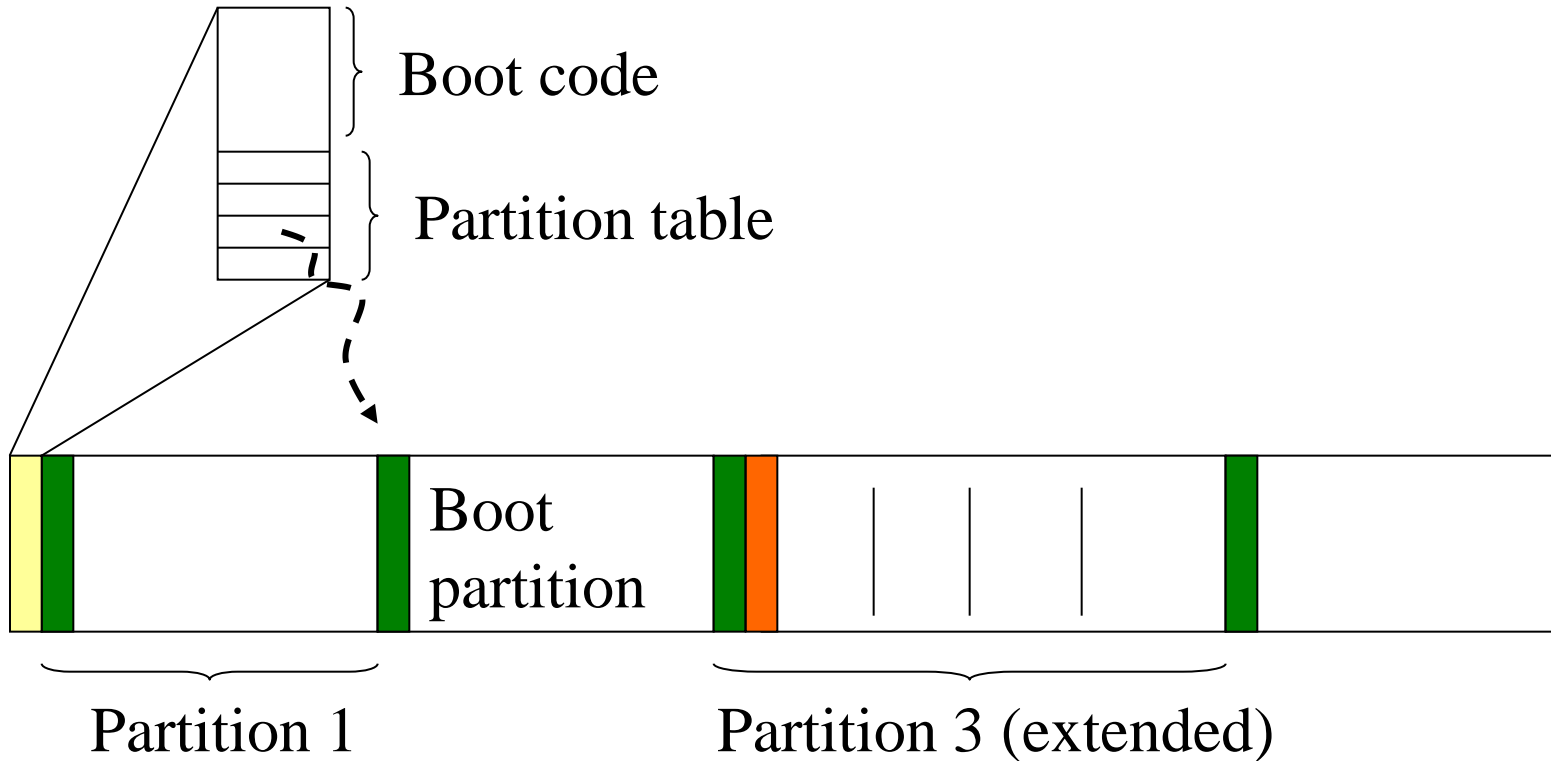 Boot code
Partition table
Boot
partition
Partition 1
Partition 3 (extended)